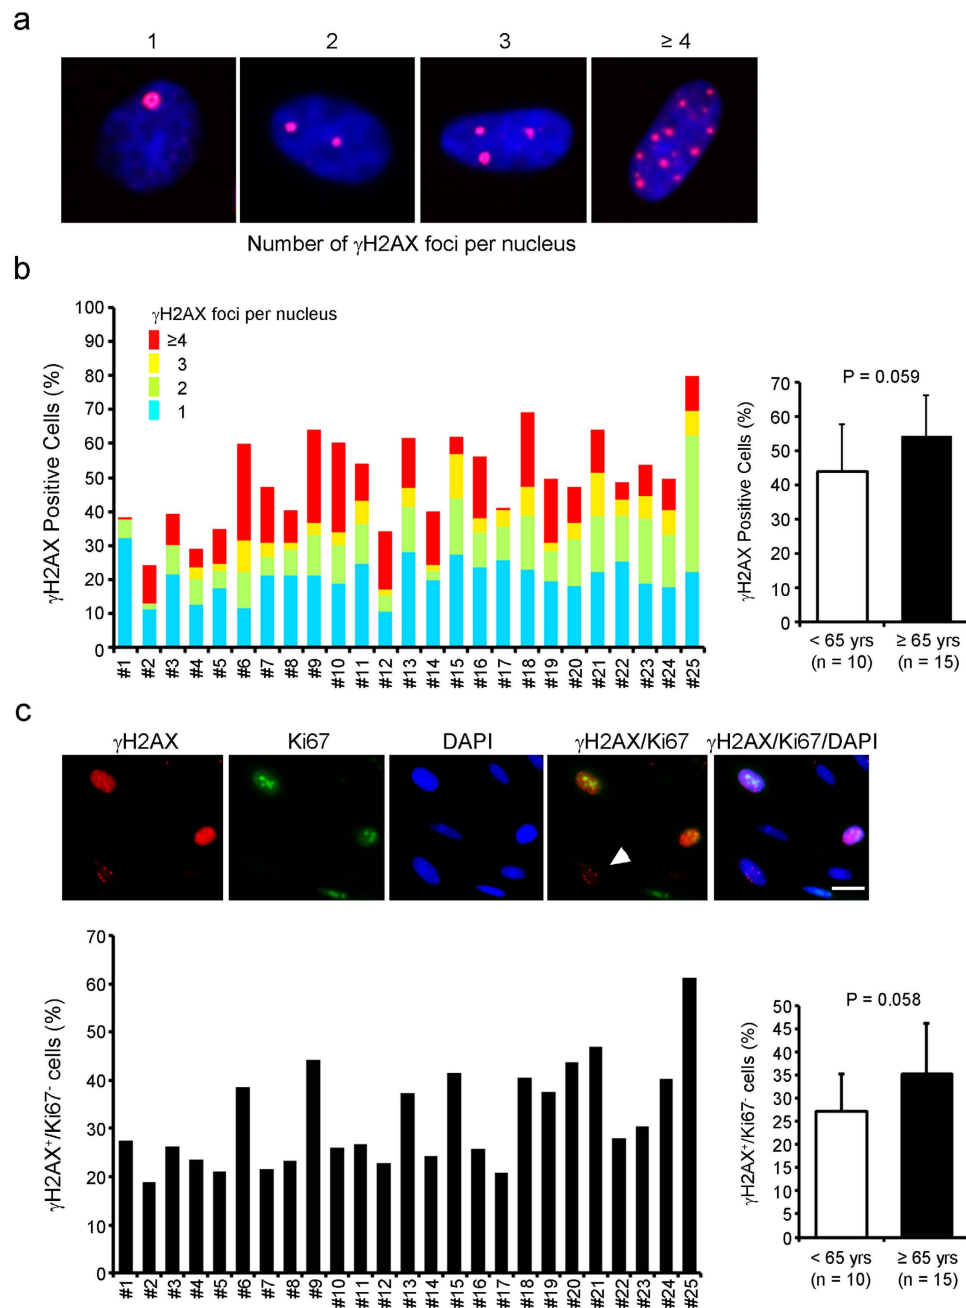 a
1 2 3 ≥ 4
Number of γH2AX foci per nucleus
b
γH2AX Positive Cells (%)
100
90
80
70
60
50
40
30
20
10
0
γH2AX foci per nucleus
≥4
3
2
1
#1 #2 #3 #4 #5 #6 #7 #8 #9 #10 #11 #12 #13 #14 #15 #16 #17 #18 #19 #20 #21 #22 #23 #24 #25
P = 0.059
γH2AX Positive Cells (%)
70
60
50
40
30
20
10
0
< 65 yrs ≥ 65 yrs
(n = 10) (n = 15)
c
γH2AX Ki67 DAPI γH2AX/Ki67 γH2AX/Ki67/DAPI
γH2AX⁺/Ki67⁻ cells (%)
70
60
50
40
30
20
10
0
#1 #2 #3 #4 #5 #6 #7 #8 #9 #10 #11 #12 #13 #14 #15 #16 #17 #18 #19 #20 #21 #22 #23 #24 #25
P = 0.058
γH2AX⁺/Ki67⁻ cells (%)
50
45
40
35
30
25
20
15
10
5
0
< 65 yrs ≥ 65 yrs
(n = 10) (n = 15)